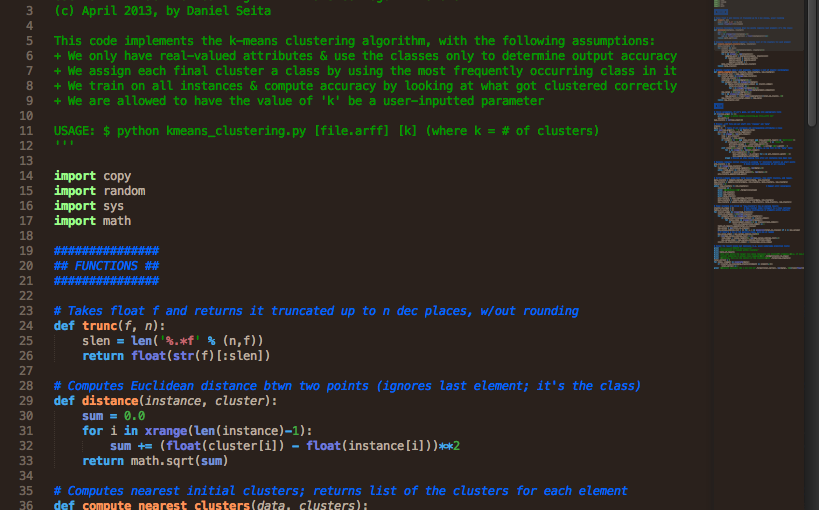 3 (c) April 2013, by Daniel Seita
4
5 This code implements the k-means clustering algorithm, with the following assumptions:
6 + We only have real-valued attributes & use the classes only to determine output accuracy
7 + We assign each final cluster a class by using the most frequently occurring class in it
8 + We train on all instances & compute accuracy by looking at what got clustered correctly
9 + We are allowed to have the value of 'k' be a user-inputted parameter
10
11 USAGE: $ python kmeans_clustering.py [file.arff] [k] (where k = # of clusters)
12 '''
13
14 import copy
15 import random
16 import sys
17 import math
18
19 ###############
20 ## FUNCTIONS ##
21 ###############
22
23 # Takes float f and returns it truncated up to n dec places, w/out rounding
24 def trunc(f, n):
25     slen = len('%.*f' % (n,f))
26     return float(str(f)[:slen])
27
28 # Computes Euclidean distance btwn two points (ignores last element; it's the class)
29 def distance(instance, cluster):
30     sum = 0.0
31     for i in xrange(len(instance)-1):
32         sum += (float(cluster[i]) - float(instance[i]))**2
33     return math.sqrt(sum)
34
35 # Computes nearest initial clusters; returns list of the clusters for each element
36 def compute_nearest_clusters(data, clusters):